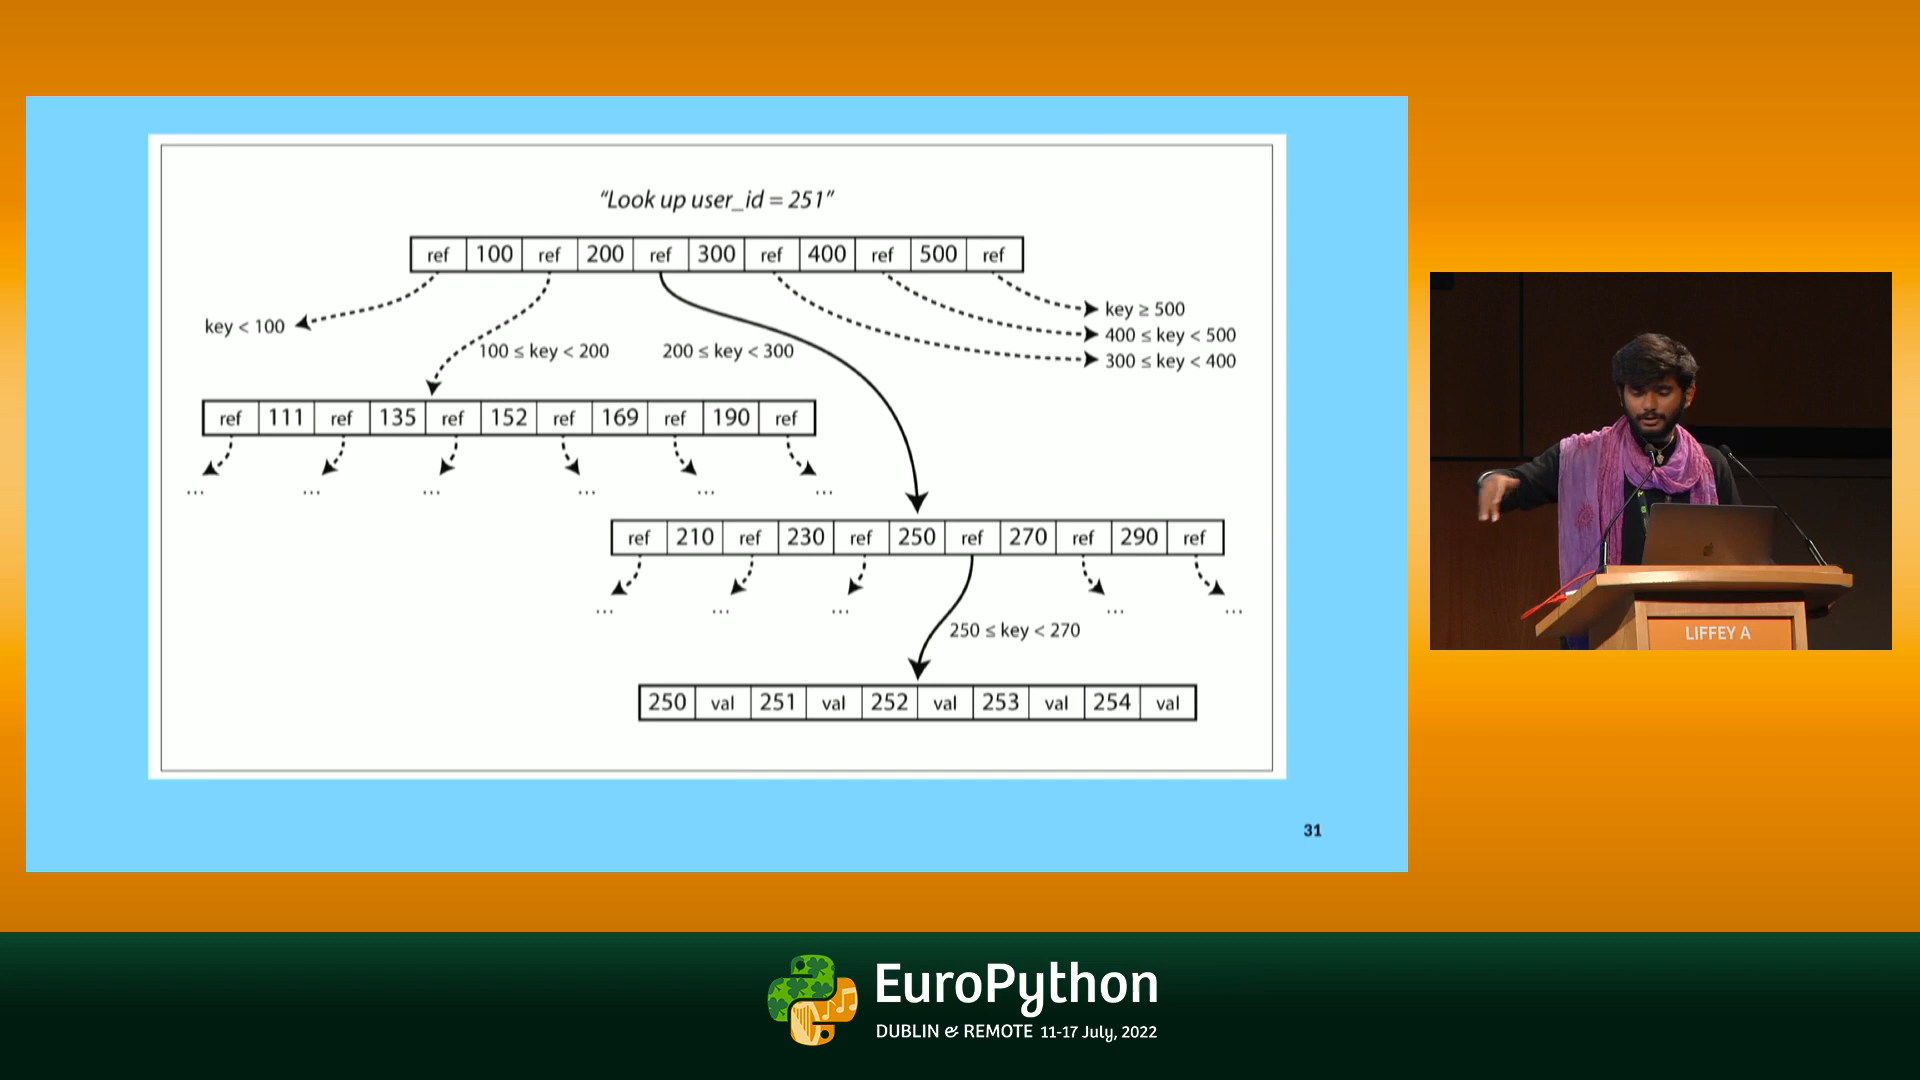 “Look up user_id = 251”
ref 100 ref 200 ref 300 ref 400 ref 500 ref
key < 100
100 ≤ key < 200
200 ≤ key < 300
key ≥ 500
400 ≤ key < 500
300 ≤ key < 400
ref 111 ref 135 ref 152 ref 169 ref 190 ref
... ... ... ... ... ...
ref 210 ref 230 ref 250 ref 270 ref 290 ref
... ... ... ... ...
250 ≤ key < 270
250 val 251 val 252 val 253 val 254 val
31
LIFFEY A
EuroPython
DUBLIN & REMOTE 11-17 July, 2022